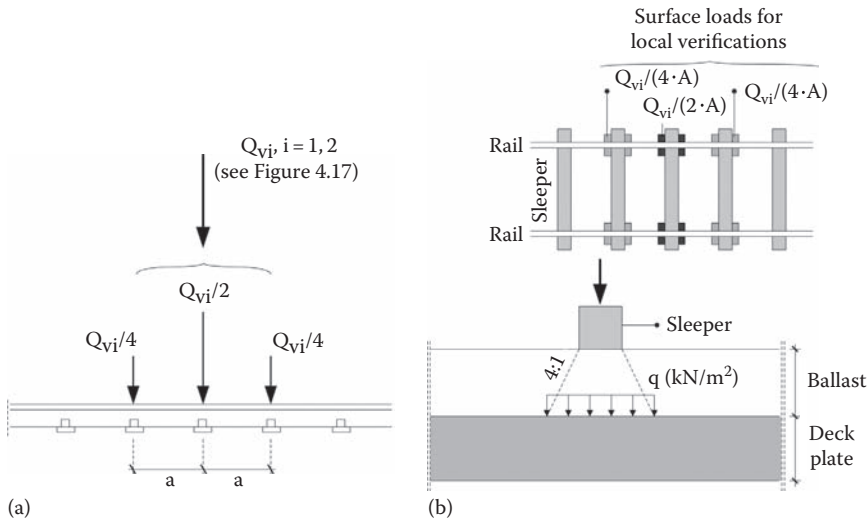 Q_vi, i = 1, 2
(see Figure 4.17)
Q_vi/2
Q_vi/4
Q_vi/4
a
a
(a)
Surface loads for
local verifications
Q_vi/(4·A)
Q_vi/(2·A)
Q_vi/(4·A)
Rail
Sleeper
Rail
Sleeper
4:1
q (kN/m²)
Ballast
Deck
plate
(b)